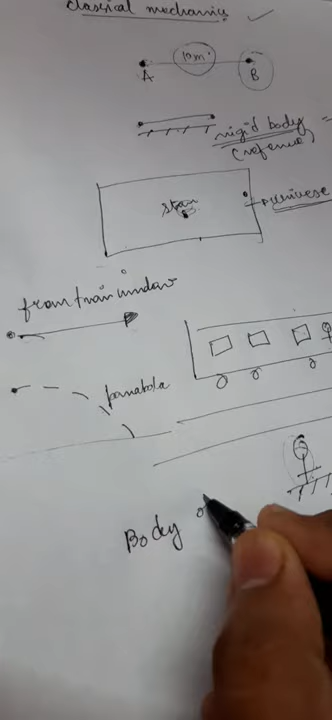 classical mechanics
10m
A B
rigid body
(reference)
star universe
from train window
parabola
Body o